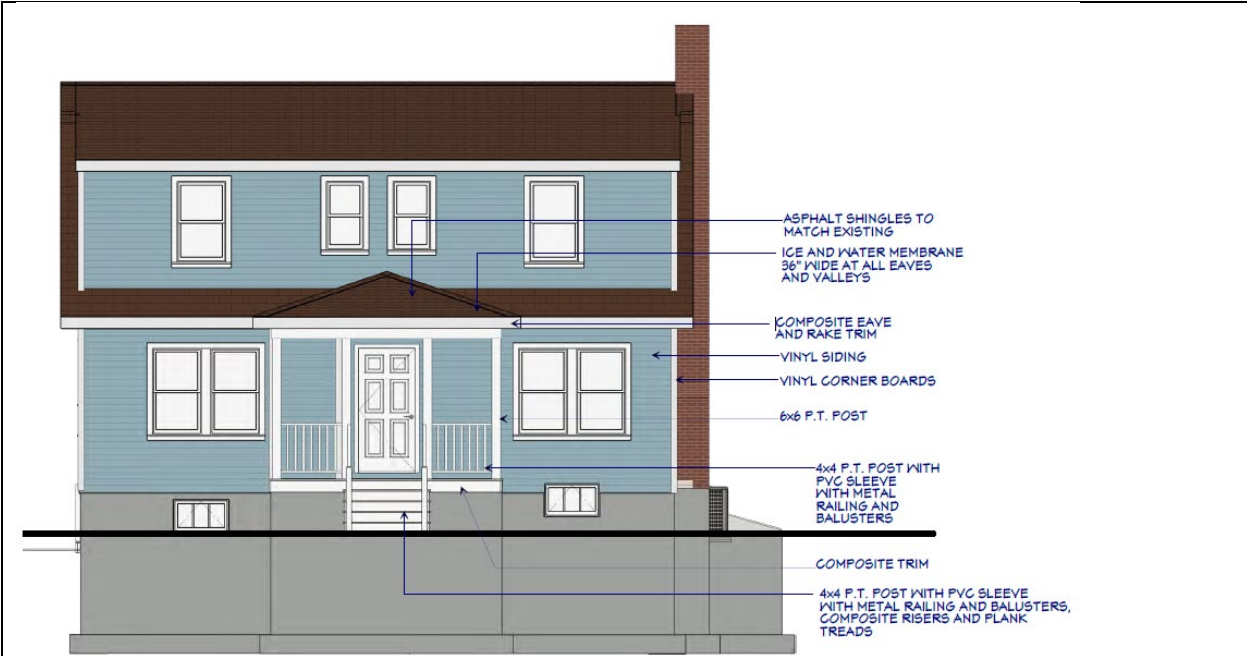 ASPHALT SHINGLES TO
MATCH EXISTING
ICE AND WATER MEMBRANE
36" WIDE AT ALL EAVES
AND VALLEYS
COMPOSITE EAVE
AND RAKE TRIM
VINYL SIDING
VINYL CORNER BOARDS
6x6 P.T. POST
4x4 P.T. POST WITH
PVC SLEEVE
WITH METAL
RAILING AND
BALUSTERS
COMPOSITE TRIM
4x4 P.T. POST WITH PVC SLEEVE
WITH METAL RAILING AND BALUSTERS,
COMPOSITE RISERS AND PLANK
TREADS